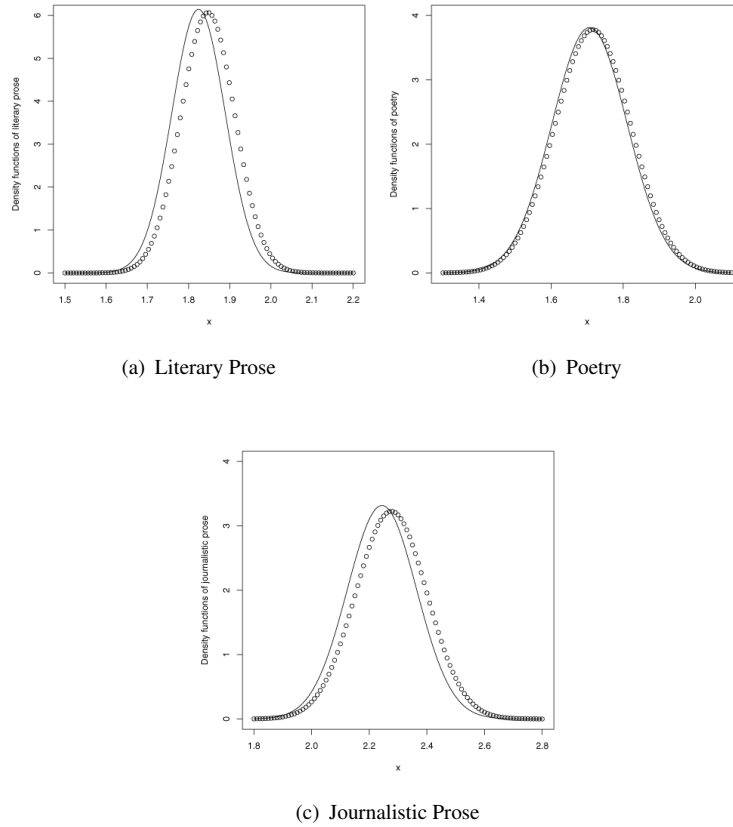 Density functions of literary prose
6
5
4
3
2
1
0
1.5 1.6 1.7 1.8 1.9 2.0 2.1 2.2
x
(a) Literary Prose
Density functions of poetry
4
3
2
1
0
1.4 1.6 1.8 2.0
x
(b) Poetry
Density functions of journalistic prose
4
3
2
1
0
1.8 2.0 2.2 2.4 2.6 2.8
x
(c) Journalistic Prose